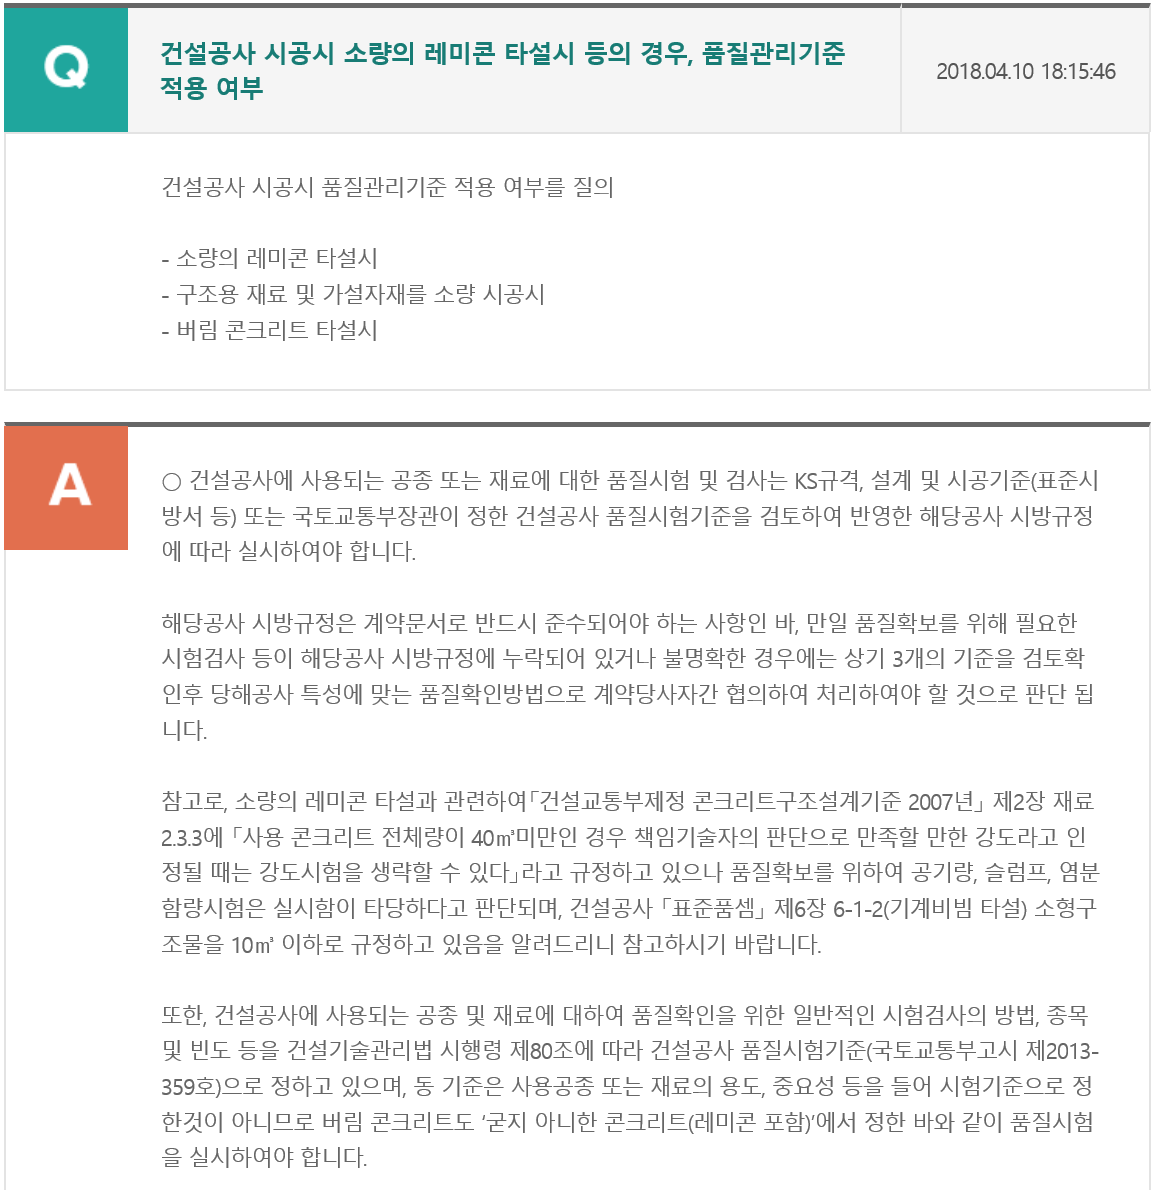 Q
건설공사 시공시 소량의 레미콘 타설시 등의 경우, 품질관리기준
적용 여부
2018.04.10 18:15:46
건설공사 시공시 품질관리기준 적용 여부를 질의
- 소량의 레미콘 타설시
- 구조용 재료 및 가설자재를 소량 시공시
- 버림 콘크리트 타설시
A
○ 건설공사에 사용되는 공종 또는 재료에 대한 품질시험 및 검사는 KS규격, 설계 및 시공기준(표준시
방서 등) 또는 국토교통부장관이 정한 건설공사 품질시험기준을 검토하여 반영한 해당공사 시방규정
에 따라 실시하여야 합니다.
해당공사 시방규정은 계약문서로 반드시 준수되어야 하는 사항인 바, 만일 품질확보를 위해 필요한
시험검사 등이 해당공사 시방규정에 누락되어 있거나 불명확한 경우에는 상기 3개의 기준을 검토확
인후 당해공사 특성에 맞는 품질확인방법으로 계약당사자간 협의하여 처리하여야 할 것으로 판단 됩
니다.
참고로, 소량의 레미콘 타설과 관련하여「건설교통부제정 콘크리트구조설계기준 2007년」 제2장 재료
2.3.3에 「사용 콘크리트 전체량이 40㎥미만인 경우 책임기술자의 판단으로 만족할 만한 강도라고 인
정될 때는 강도시험을 생략할 수 있다」라고 규정하고 있으나 품질확보를 위하여 공기량, 슬럼프, 염분
함량시험은 실시함이 타당하다고 판단되며, 건설공사 「표준품셈」 제6장 6-1-2(기계비빔 타설) 소형구
조물을 10㎥ 이하로 규정하고 있음을 알려드리니 참고하시기 바랍니다.
또한, 건설공사에 사용되는 공종 및 재료에 대하여 품질확인을 위한 일반적인 시험검사의 방법, 종목
및 빈도 등을 건설기술관리법 시행령 제80조에 따라 건설공사 품질시험기준(국토교통부고시 제2013-
359호)으로 정하고 있으며, 동 기준은 사용공종 또는 재료의 용도, 중요성 등을 들어 시험기준으로 정
한것이 아니므로 버림 콘크리트도 ‘굳지 아니한 콘크리트(레미콘 포함)’에서 정한 바와 같이 품질시험
을 실시하여야 합니다.